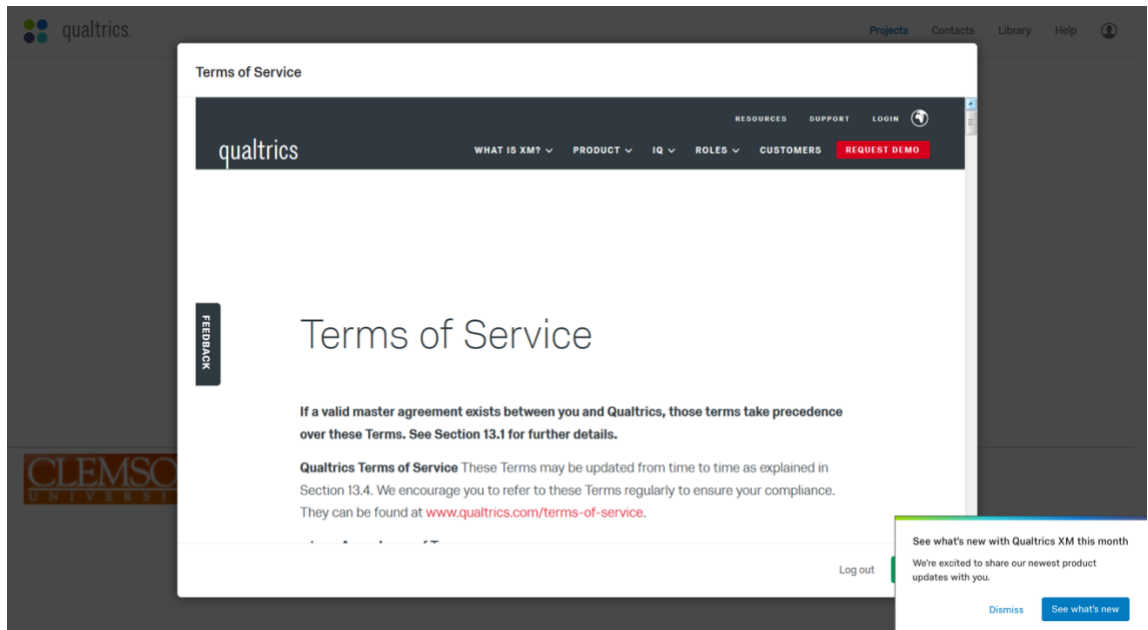 qualtrics.
Projects Contacts Library Help
Terms of Service
RESOURCES SUPPORT LOGIN
qualtrics
WHAT IS XM? PRODUCT IQ ROLES CUSTOMERS REQUEST DEMO
FEEDBACK
Terms of Service
If a valid master agreement exists between you and Qualtrics, those terms take precedence
over these Terms. See Section 13.1 for further details.
Qualtrics Terms of Service These Terms may be updated from time to time as explained in
Section 13.4. We encourage you to refer to these Terms regularly to ensure your compliance.
They can be found at www.qualtrics.com/terms-of-service.
CLEMSO
UNIVERSI
Log out
See what's new with Qualtrics XM this month
We're excited to share our newest product
updates with you.
Dismiss See what's new